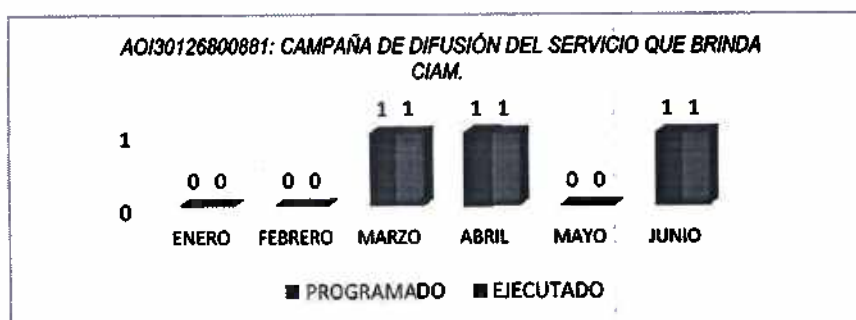 AOI30126800881: CAMPAÑA DE DIFUSIÓN DEL SERVICIO QUE BRINDA
CIAM.
1 1 1 1 1 1
1
0 0 0 0 0 0
0
ENERO FEBRERO MARZO ABRIL MAYO JUNIO
PROGRAMADO EJECUTADO